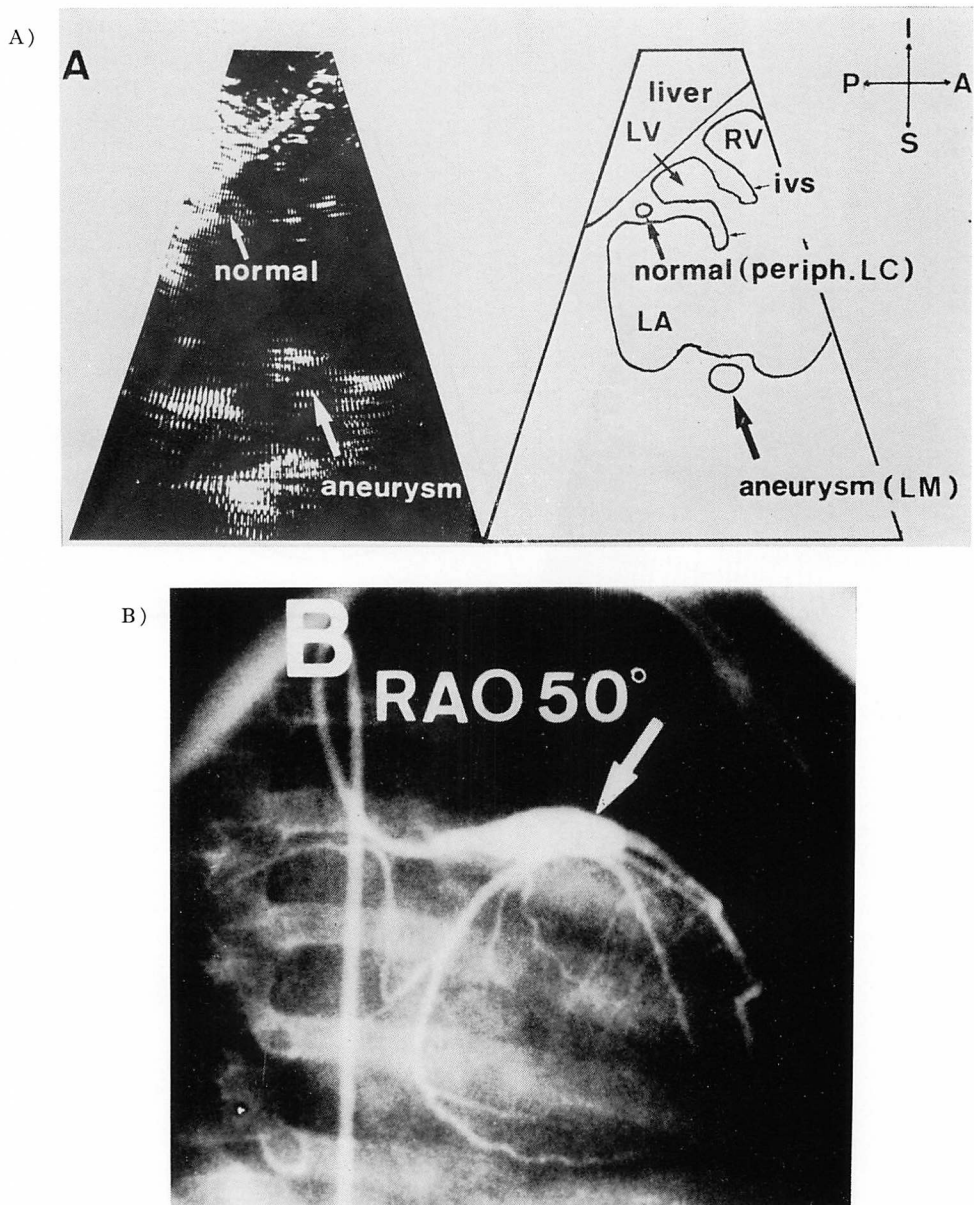 A)
A
normal
aneurysm
liver
LV
RV
ivs
normal (periph. LC)
LA
aneurysm (LM)
I
P
A
S
B)
B
RAO 50°